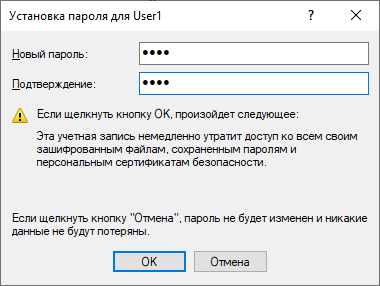 Установка пароля для User1
Новый пароль:
Подтверждение:
Если щелкнуть кнопку OK, произойдет следующее:
Эта учетная запись немедленно утратит доступ ко всем своим
зашифрованным файлам, сохраненным паролям и
персональным сертификатам безопасности.
Если щелкнуть кнопку "Отмена", пароль не будет изменен и никакие
данные не будут потеряны.
OK
Отмена